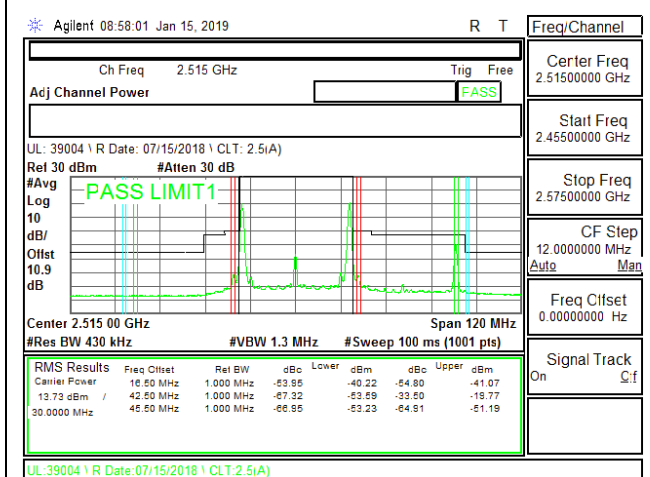 Agilent 08:58:01 Jan 15, 2019 R T
Freq/Channel
Ch Freq 2.515 GHz Trig Free
Adj Channel Power PASS
Center Freq
2.51500000 GHz
Start Freq
2.45500000 GHz
Stop Freq
2.57500000 GHz
CF Step
12.0000000 MHz
Auto Man
Freq Offset
0.00000000 Hz
Signal Track
On Off
UL: 39004 \ R Date: 07/15/2018 \ CLT: 2.5(A)
Ref 30 dBm #Atten 30 dB
#Avg
Log
10
dB/
Offst
10.9
dB
PASS LIMIT1
Center 2.515 00 GHz Span 120 MHz
#Res BW 430 kHz #VBW 1.3 MHz #Sweep 100 ms (1001 pts)
RMS Results Freq Offset Ref BW dBc Lower dBm dBc Upper dBm
Carrier Power 16.50 MHz 1.000 MHz -53.95 -40.22 -54.80 -41.07
13.73 dBm / 42.50 MHz 1.000 MHz -67.32 -53.59 -33.50 -19.77
30.0000 MHz 45.50 MHz 1.000 MHz -66.95 -53.23 -64.91 -51.19
UL:39004 \ R Date:07/15/2018 \ CLT:2.5(A)